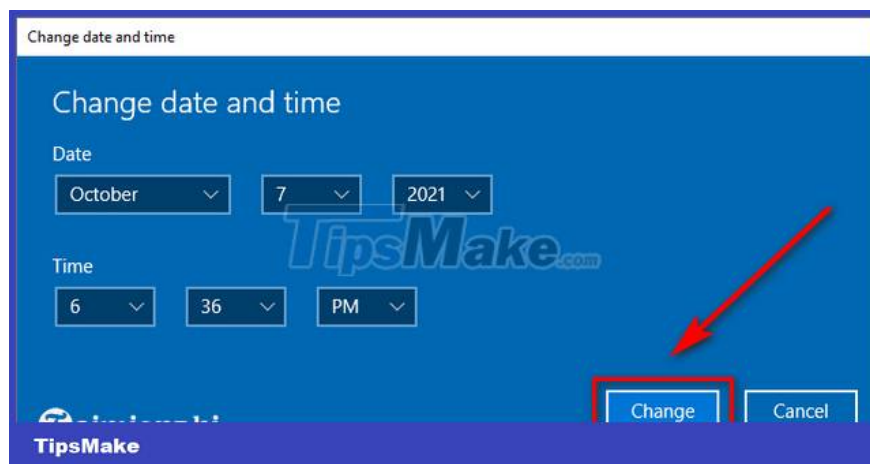 Change date and time
Change date and time
Date
October 7 2021
TipsMake.com
Time
6 36 PM
Change Cancel
TipsMake